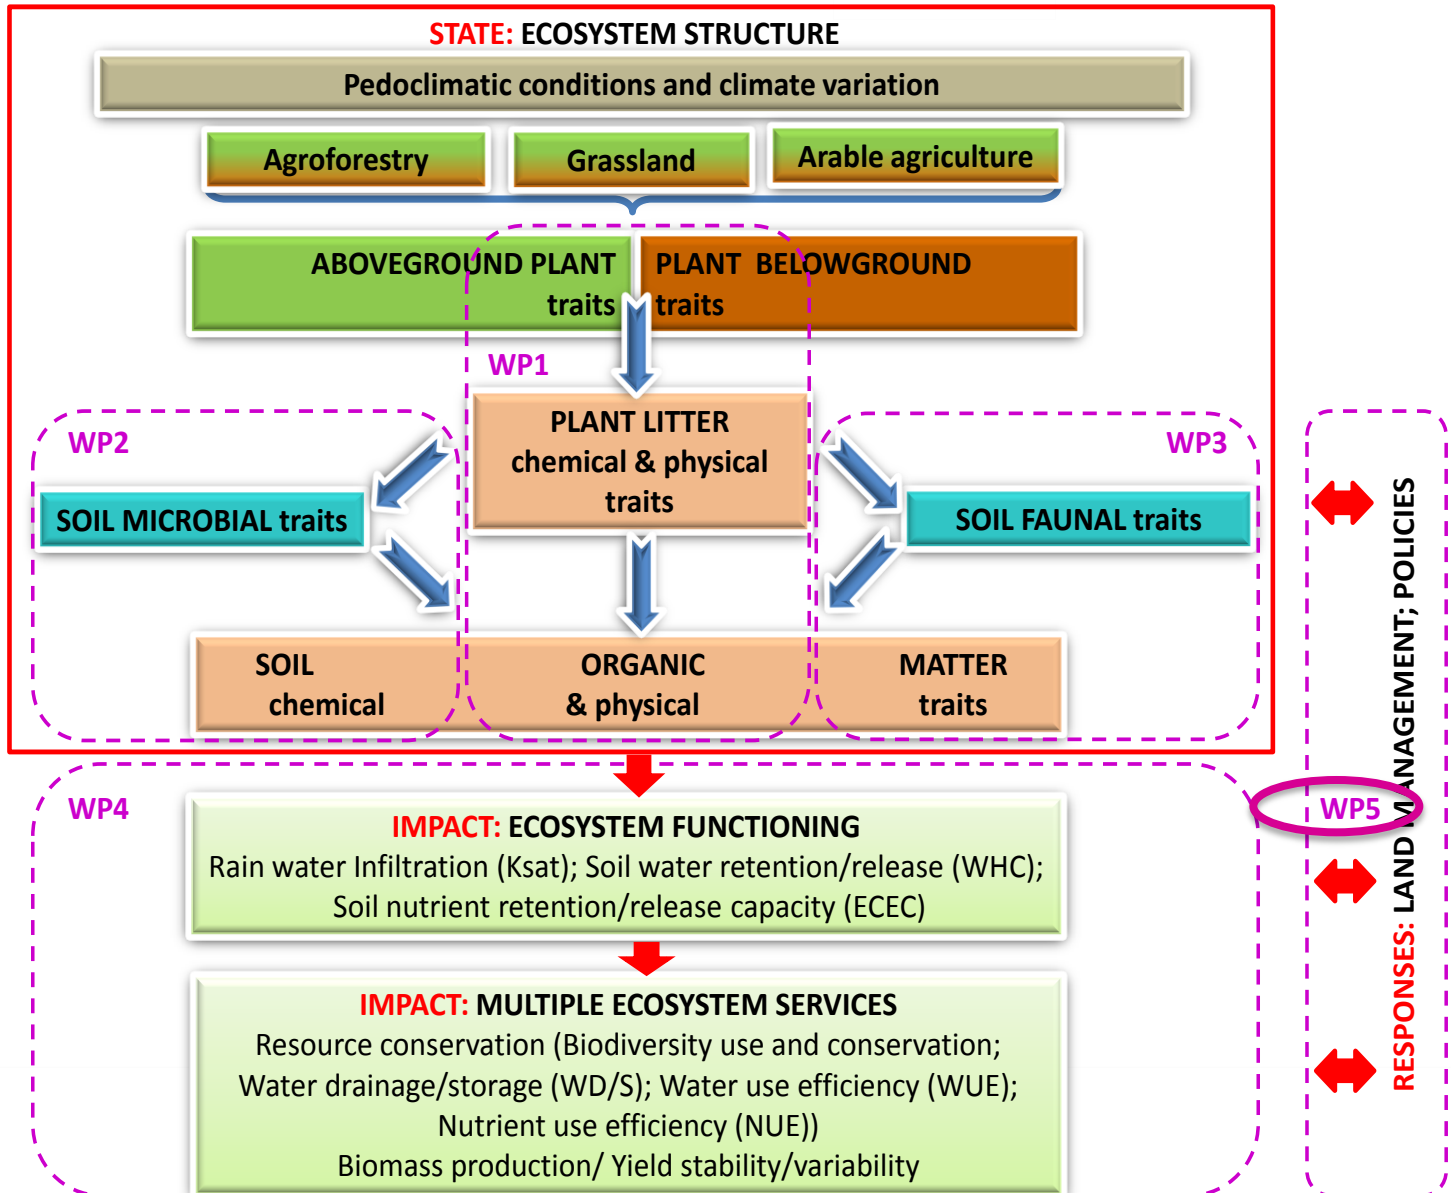 STATE: ECOSYSTEM STRUCTURE
Pedoclimatic conditions and climate variation
Agroforestry
Grassland
Arable agriculture
ABOVEGROUND PLANT
traits
PLANT BELOWGROUND
traits
WP1
PLANT LITTER
chemical & physical
traits
WP2
SOIL MICROBIAL traits
WP3
SOIL FAUNAL traits
SOIL ORGANIC MATTER
chemical & physical traits
WP4
IMPACT: ECOSYSTEM FUNCTIONING
Rain water Infiltration (Ksat); Soil water retention/release (WHC);
Soil nutrient retention/release capacity (ECEC)
IMPACT: MULTIPLE ECOSYSTEM SERVICES
Resource conservation (Biodiversity use and conservation;
Water drainage/storage (WD/S); Water use efficiency (WUE);
Nutrient use efficiency (NUE))
Biomass production/ Yield stability/variability
WP5
RESPONSES: LAND MANAGEMENT; POLICIES